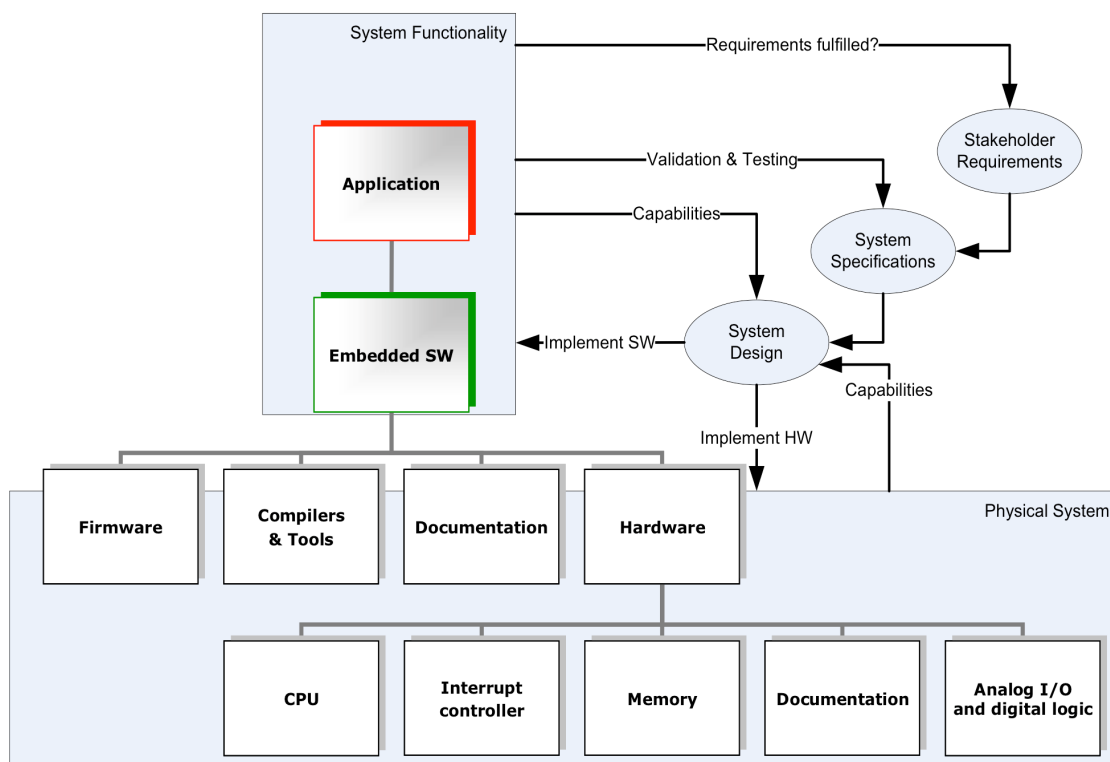 System Functionality
Requirements fulfilled?
Stakeholder
Requirements
Validation & Testing
Application
Capabilities
System
Specifications
System
Design
Implement SW
Embedded SW
Capabilities
Implement HW
Physical System
Firmware
Compilers
& Tools
Documentation
Hardware
CPU
Interrupt
controller
Memory
Documentation
Analog I/O
and digital logic